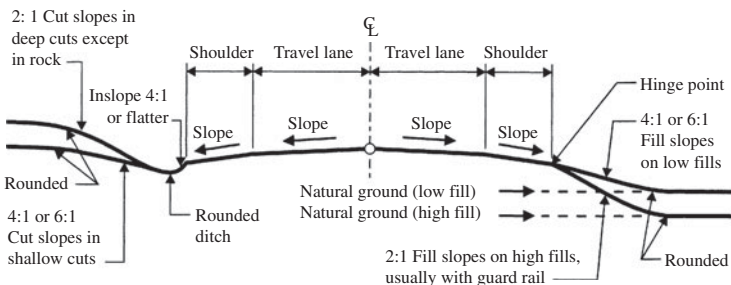 2: 1 Cut slopes in
deep cuts except
in rock
℄
Shoulder
Travel lane
Travel lane
Shoulder
Hinge point
Inslope 4:1
or flatter
Slope
Slope
Slope
Slope
4:1 or 6:1
Fill slopes
on low fills
Rounded
Natural ground (low fill)
Natural ground (high fill)
4:1 or 6:1
Cut slopes in
shallow cuts
Rounded
ditch
2:1 Fill slopes on high fills,
usually with guard rail
Rounded